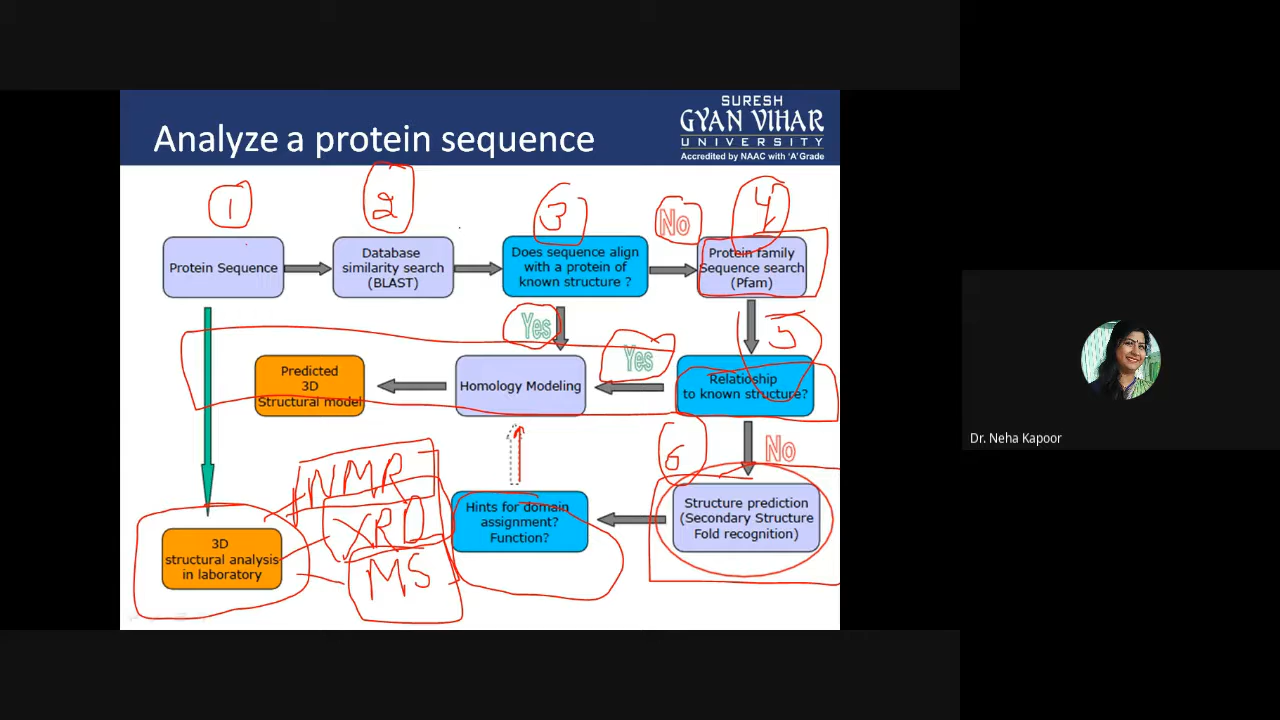 SURESH
GYAN VIHAR
UNIVERSITY
Accredited by NAAC with 'A' Grade
Analyze a protein sequence
1
2
3
No
4
Protein Sequence
Database
similarity search
(BLAST)
Does sequence align
with a protein of
known structure ?
Protein family
Sequence search
(Pfam)
Yes
Yes
5
Predicted
3D
Structural model
Homology Modeling
Relatioship
to known structure?
6
No
NMR
XRD
MS
3D
structural analysis
in laboratory
Hints for domain
assignment?
Function?
Structure prediction
(Secondary Structure
Fold recognition)
Dr. Neha Kapoor